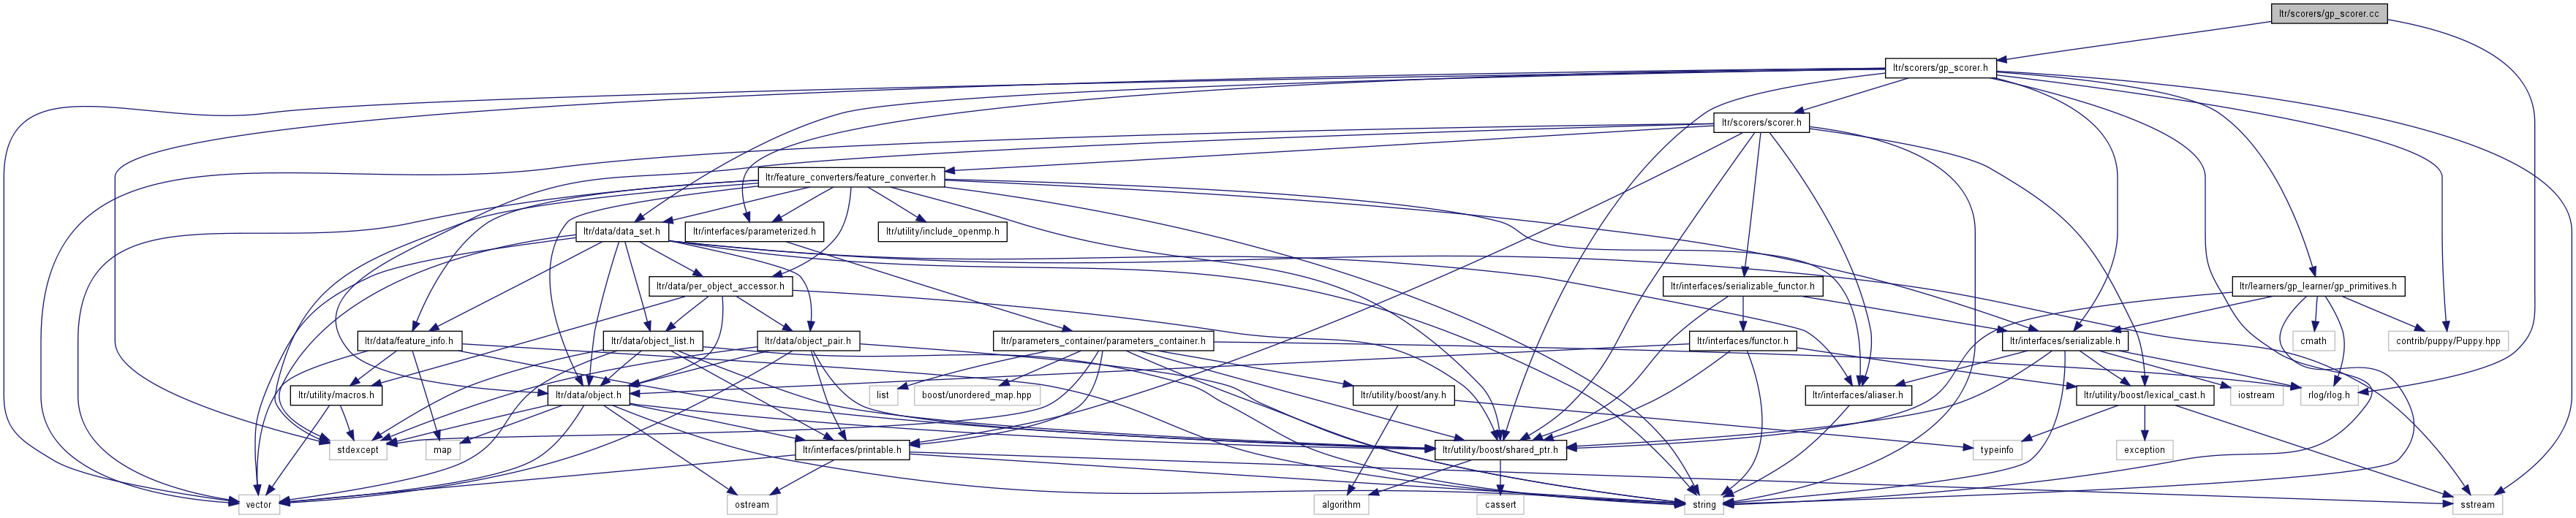 ltr/scorers/gp_scorer.cc
ltr/scorers/gp_scorer.h
ltr/scorers/scorer.h
ltr/feature_converters/feature_converter.h
ltr/data/data_set.h
ltr/interfaces/parameterized.h
ltr/utility/include_openmp.h
ltr/data/per_object_accessor.h
ltr/interfaces/serializable_functor.h
ltr/learners/gp_learner/gp_primitives.h
ltr/data/feature_info.h
ltr/data/object_list.h
ltr/data/object_pair.h
ltr/parameters_container/parameters_container.h
ltr/interfaces/functor.h
ltr/interfaces/serializable.h
cmath
contrib/puppy/Puppy.hpp
ltr/utility/macros.h
ltr/data/object.h
list
boost/unordered_map.hpp
ltr/utility/boost/any.h
ltr/interfaces/aliaser.h
ltr/utility/boost/lexical_cast.h
iostream
rlog/rlog.h
stdexcept
map
ltr/interfaces/printable.h
ltr/utility/boost/shared_ptr.h
typeinfo
exception
vector
ostream
algorithm
cassert
string
sstream